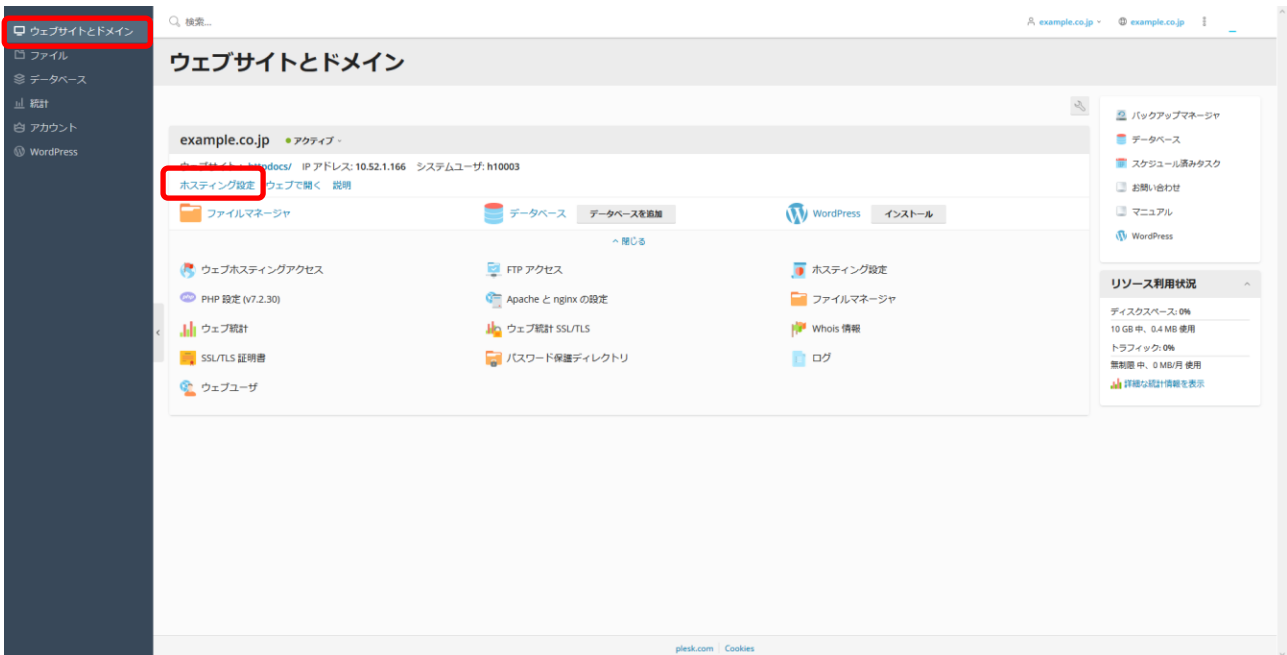 ウェブサイトとドメイン
ファイル
データベース
統計
アカウント
WordPress
検索...
example.co.jp
example.co.jp
ウェブサイトとドメイン
example.co.jp アクティブ
httpdocs/ IP アドレス: 10.52.1.166 システムユーザ: h10003
ホスティング設定 ウェブで開く 説明
ファイルマネージャ データベース データベースを追加 WordPress インストール
閉じる
ウェブホスティングアクセス FTP アクセス ホスティング設定
PHP 設定 (v7.2.30) Apache と nginx の設定 ファイルマネージャ
ウェブ統計 ウェブ統計 SSL/TLS Whois 情報
SSL/TLS 証明書 パスワード保護ディレクトリ ログ
ウェブユーザ
バックアップマネージャ
データベース
スケジュール済みタスク
お問い合わせ
マニュアル
WordPress
リソース利用状況
ディスクスペース: 0%
10 GB 中、0.4 MB 使用
トラフィック: 0%
無制限 中、0 MB/月 使用
詳細な統計情報を表示
plesk.com Cookies